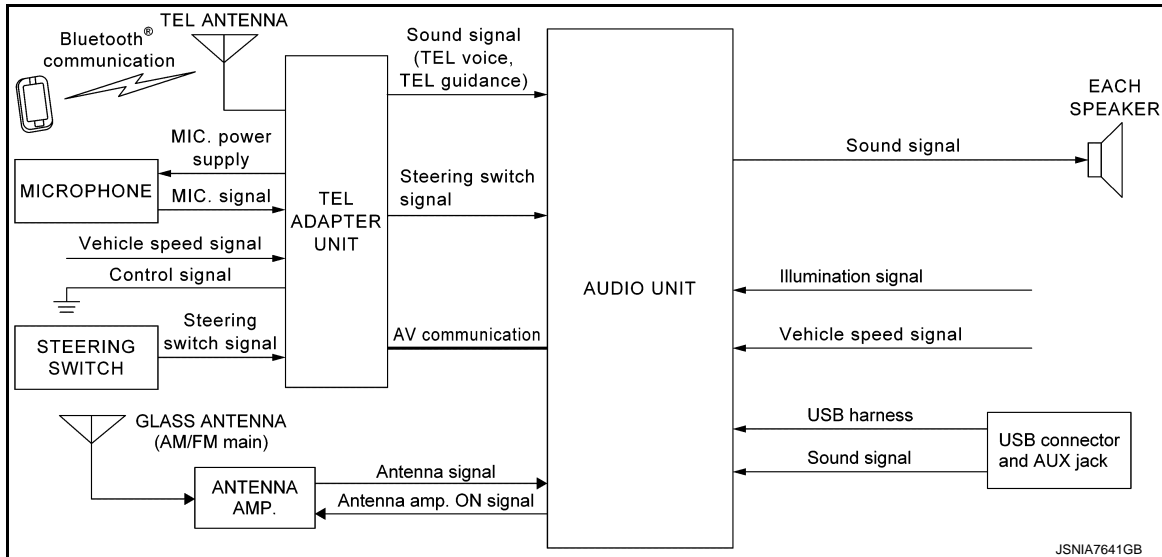 TEL ANTENNA
Bluetooth®
communication
Sound signal
(TEL voice,
TEL guidance)
EACH
SPEAKER
MIC. power
supply
Sound signal
MICROPHONE
MIC. signal
Steering switch
signal
TEL
ADAPTER
UNIT
Vehicle speed signal
Control signal
AUDIO UNIT
Illumination signal
Steering
switch signal
AV communication
Vehicle speed signal
STEERING
SWITCH
GLASS ANTENNA
(AM/FM main)
USB harness
USB connector
and AUX jack
Sound signal
Antenna signal
ANTENNA
AMP.
Antenna amp. ON signal
JSNIA7641GB